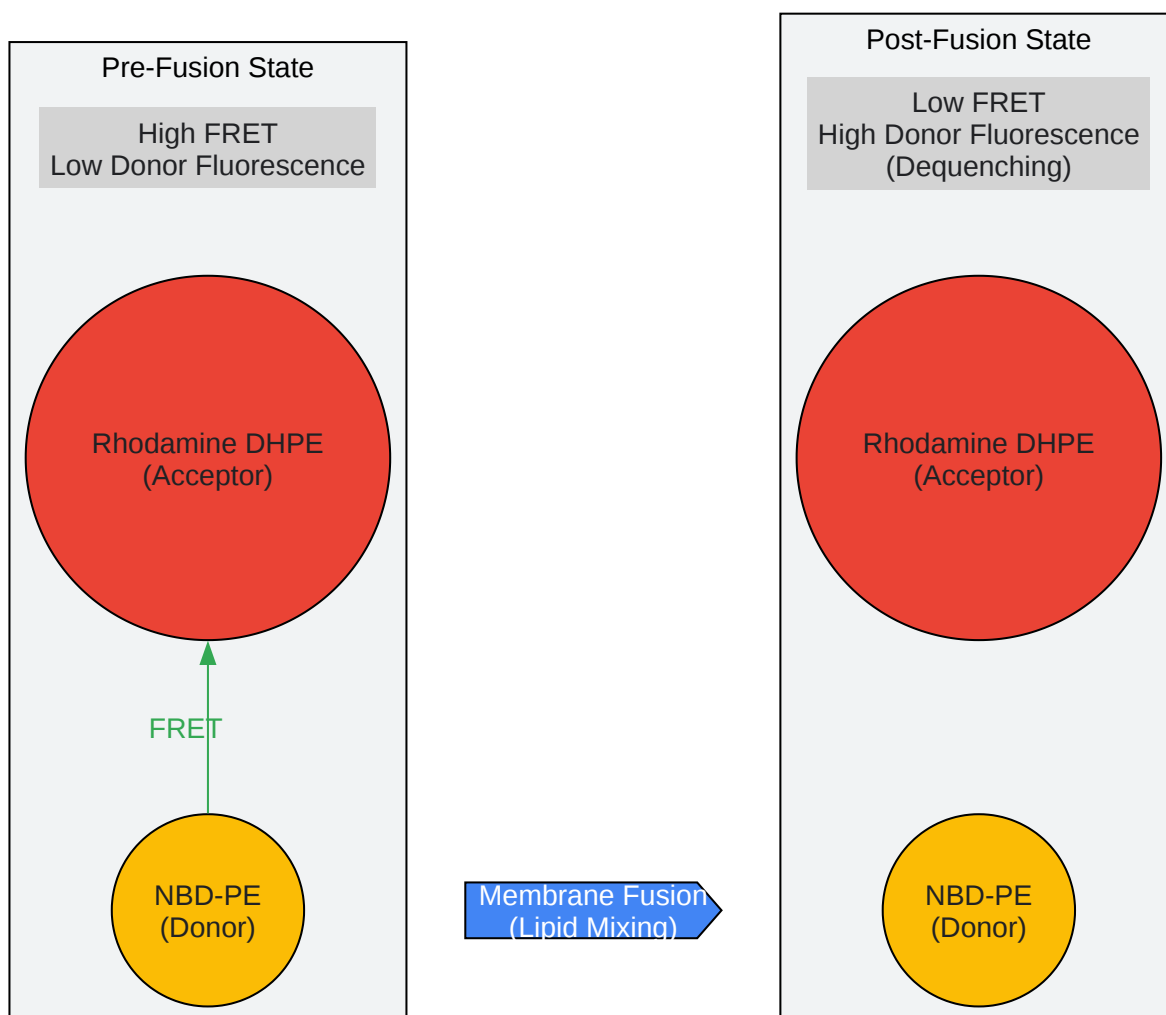 Pre-Fusion State
High FRET
Low Donor Fluorescence
Rhodamine DHPE
(Acceptor)
FRET
NBD-PE
(Donor)
Membrane Fusion
(Lipid Mixing)
Post-Fusion State
Low FRET
High Donor Fluorescence
(Dequenching)
Rhodamine DHPE
(Acceptor)
NBD-PE
(Donor)